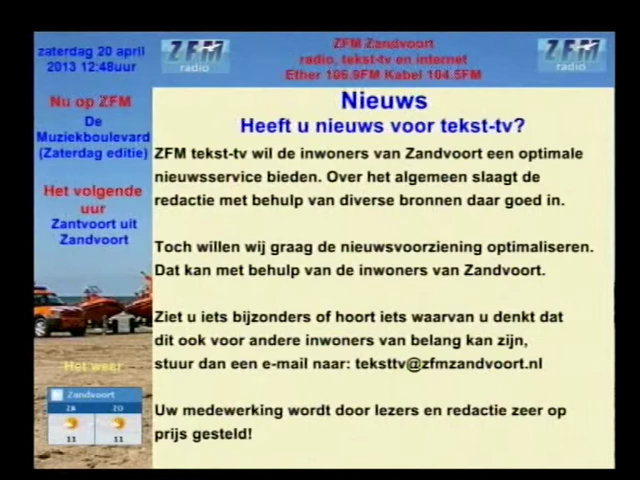 zaterdag 20 april
2013 12:48uur
ZFM
radio
ZFM Zandvoort
radio, tekst-tv en internet
Ether 106.9FM Kabel 104.5FM
ZFM
radio
Nu op ZFM
De
Muziekboulevard
(Zaterdag editie)
Het volgende
uur
Zantvoort uit
Zandvoort
Het weer
Zandvoort
ZA ZO
11 11
Nieuws
Heeft u nieuws voor tekst-tv?
ZFM tekst-tv wil de inwoners van Zandvoort een optimale
nieuwsservice bieden. Over het algemeen slaagt de
redactie met behulp van diverse bronnen daar goed in.
Toch willen wij graag de nieuwsvoorziening optimaliseren.
Dat kan met behulp van de inwoners van Zandvoort.
Ziet u iets bijzonders of hoort iets waarvan u denkt dat
dit ook voor andere inwoners van belang kan zijn,
stuur dan een e-mail naar: teksttv@zfmzandvoort.nl
Uw medewerking wordt door lezers en redactie zeer op
prijs gesteld!